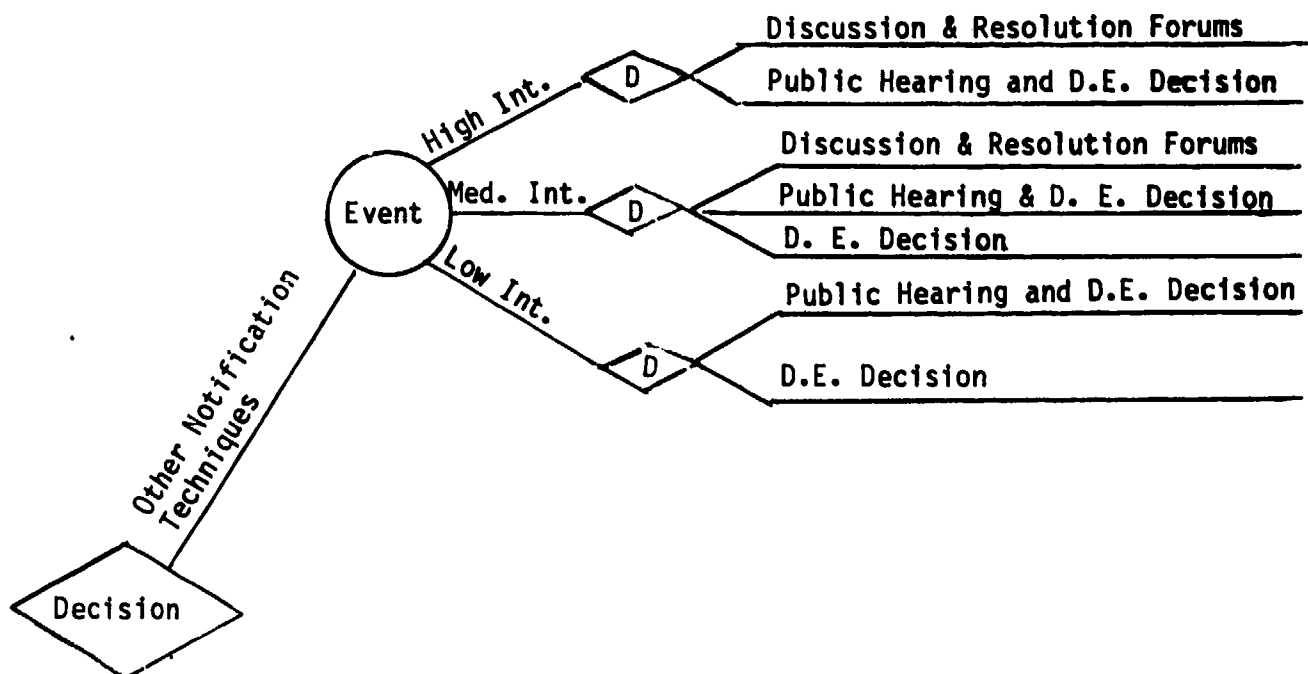 Discussion & Resolution Forums
D
Public Hearing and D.E. Decision
High Int.
Discussion & Resolution Forums
Med. Int.
D
Public Hearing & D. E. Decision
Event
D. E. Decision
Low Int.
Public Hearing and D.E. Decision
D
D.E. Decision
Other Notification
Techniques
Decision